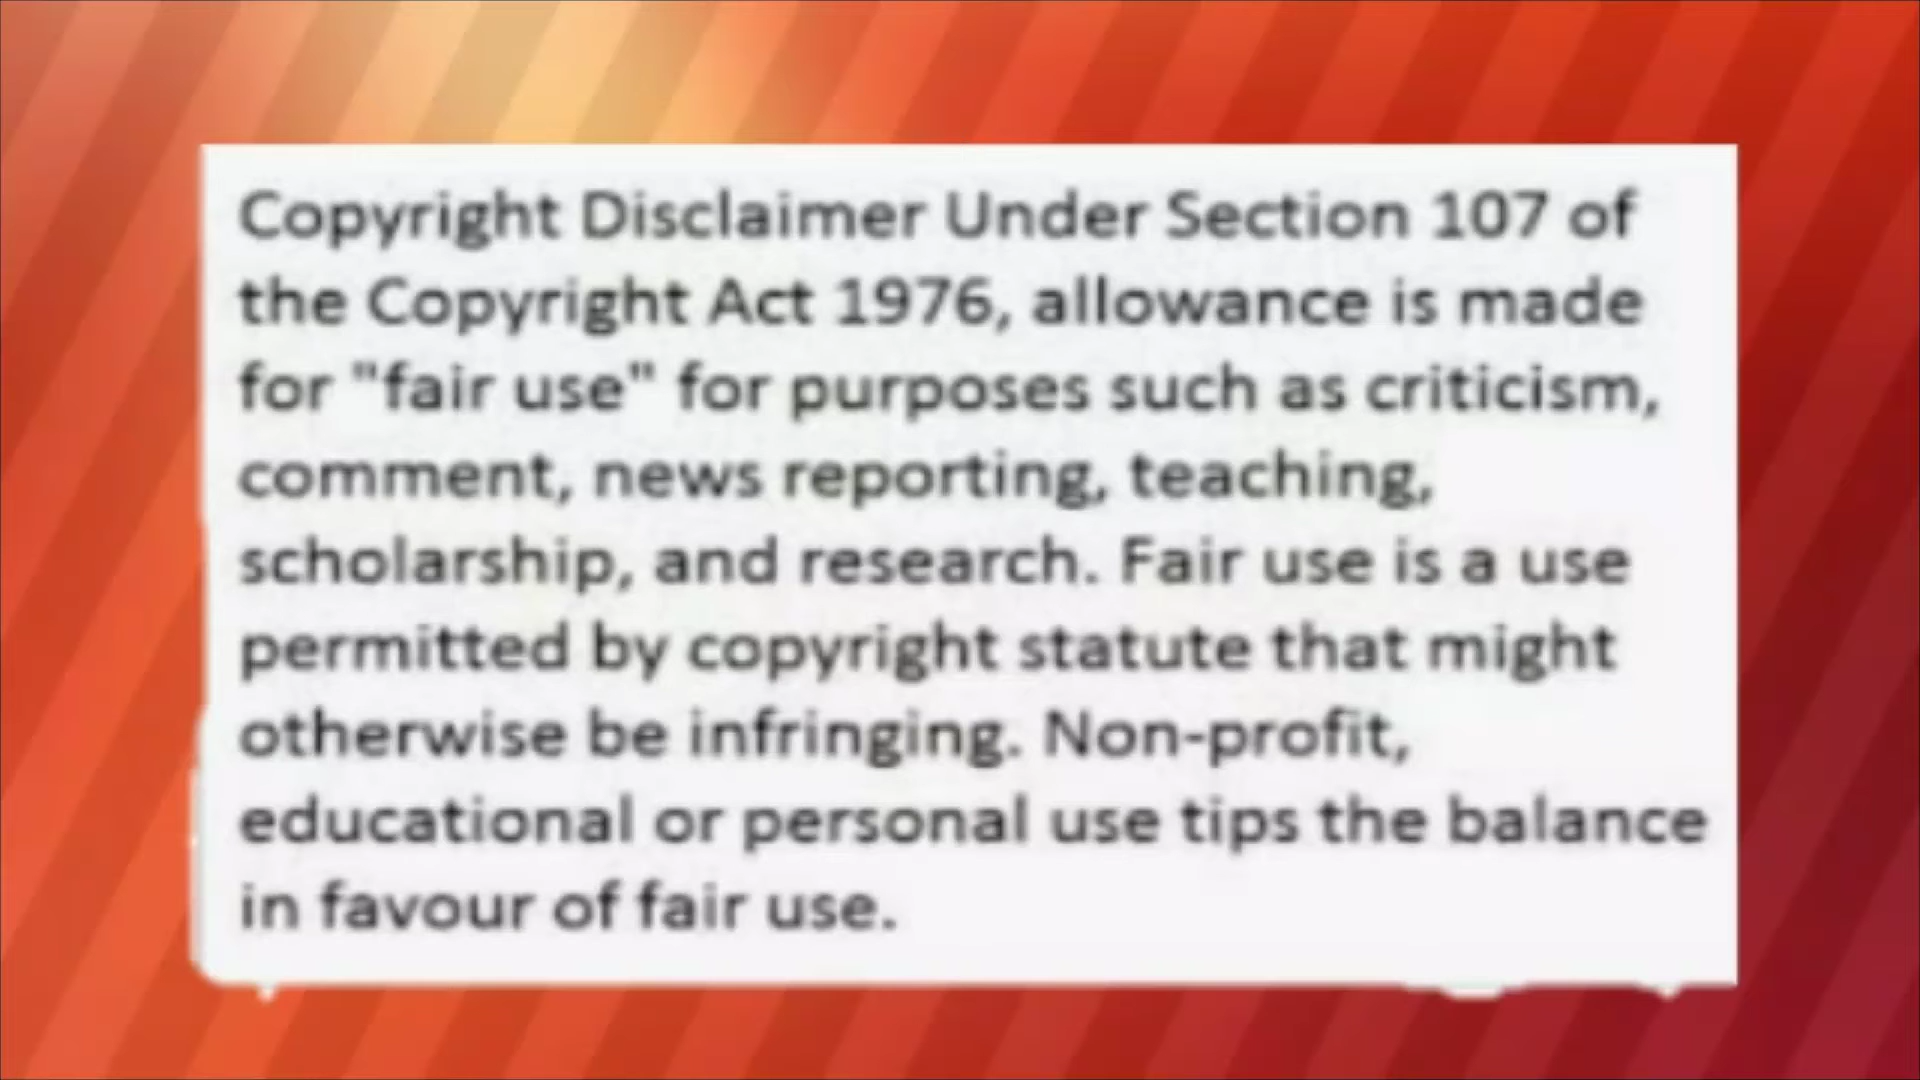 Copyright Disclaimer Under Section 107 of
the Copyright Act 1976, allowance is made
for "fair use" for purposes such as criticism,
comment, news reporting, teaching,
scholarship, and research. Fair use is a use
permitted by copyright statute that might
otherwise be infringing. Non-profit,
educational or personal use tips the balance
in favour of fair use.